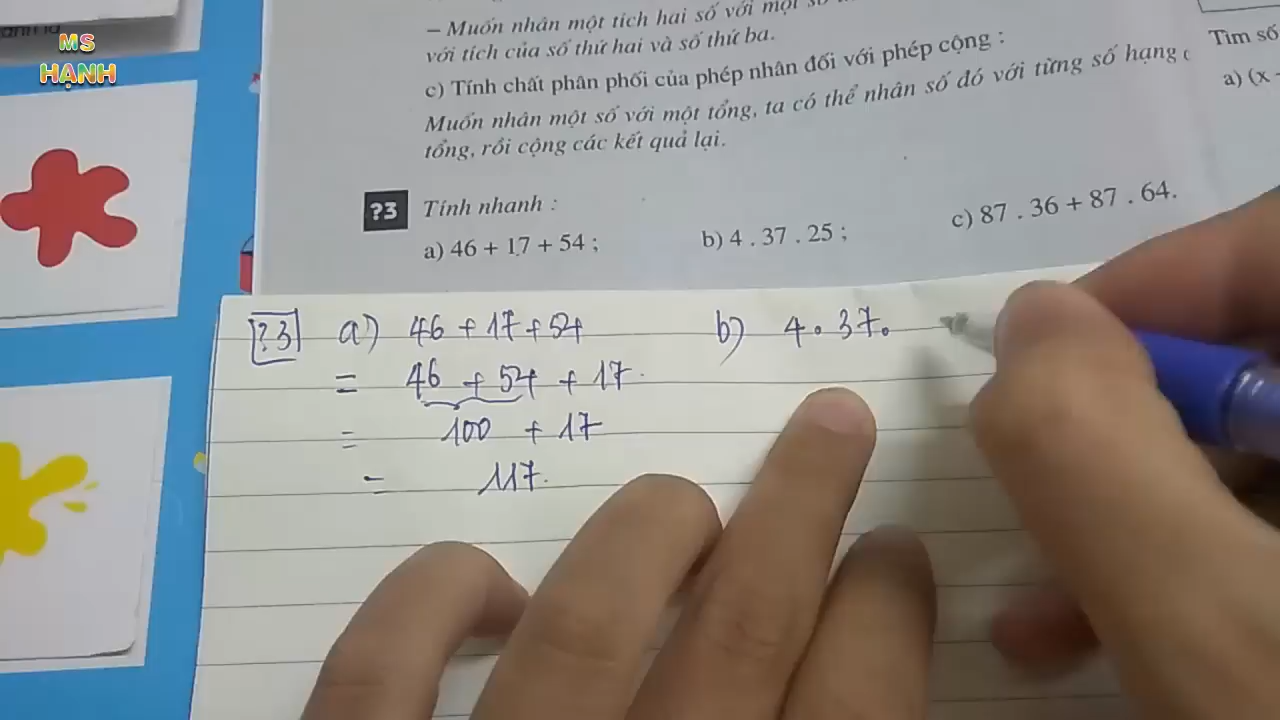 MS
HẠNH
– Muốn nhân một tích hai số với một
với tích của số thứ hai và số thứ ba.
c) Tính chất phân phối của phép nhân đối với phép cộng :
Muốn nhân một số với một tổng, ta có thể nhân số đó với từng số hạng
tổng, rồi cộng các kết quả lại.
?3 Tính nhanh :
a) 46 + 17 + 54 ; b) 4 . 37 . 25 ; c) 87 . 36 + 87 . 64.
Tìm số
a) (x -
?3 a) 46 + 17 + 54
= 46 + 54 + 17.
= 100 + 17
= 117.
b) 4 . 37 .